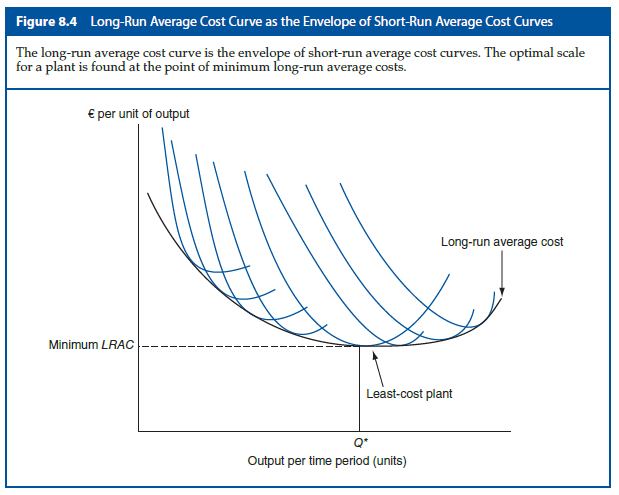 Figure 8.4 Long-Run Average Cost Curve as the Envelope of Short-Run Average Cost Curves
The long-run average cost curve is the envelope of short-run average cost curves. The optimal scale
for a plant is found at the point of minimum long-run average costs.
€ per unit of output
Long-run average cost
Minimum LRAC
Least-cost plant
Q*
Output per time period (units)